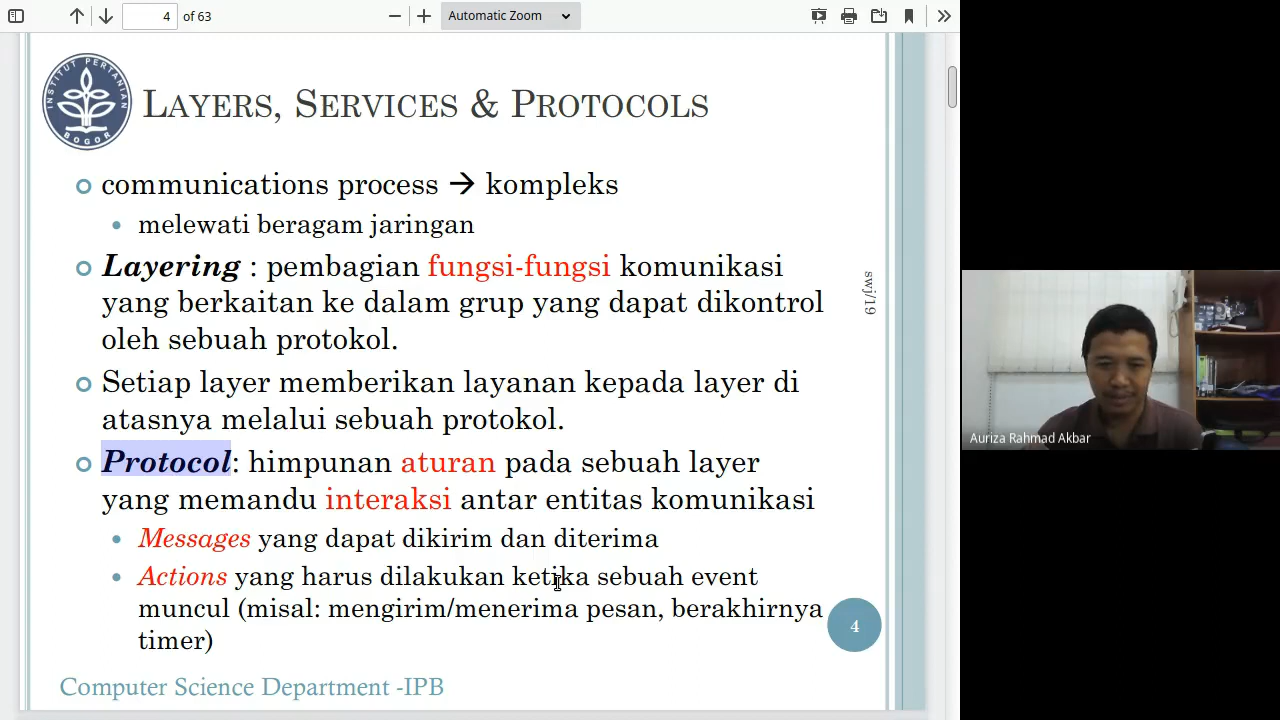 4 of 63
Automatic Zoom
INSTITUT PERTANIAN
BOGOR
LAYERS, SERVICES & PROTOCOLS
communications process → kompleks
melewati beragam jaringan
Layering : pembagian fungsi-fungsi komunikasi
yang berkaitan ke dalam grup yang dapat dikontrol
oleh sebuah protokol.
Setiap layer memberikan layanan kepada layer di
atasnya melalui sebuah protokol.
Protocol: himpunan aturan pada sebuah layer
yang memandu interaksi antar entitas komunikasi
Messages yang dapat dikirim dan diterima
Actions yang harus dilakukan ketika sebuah event
muncul (misal: mengirim/menerima pesan, berakhirnya
timer)
swj/19
4
Computer Science Department -IPB
Auriza Rahmad Akbar